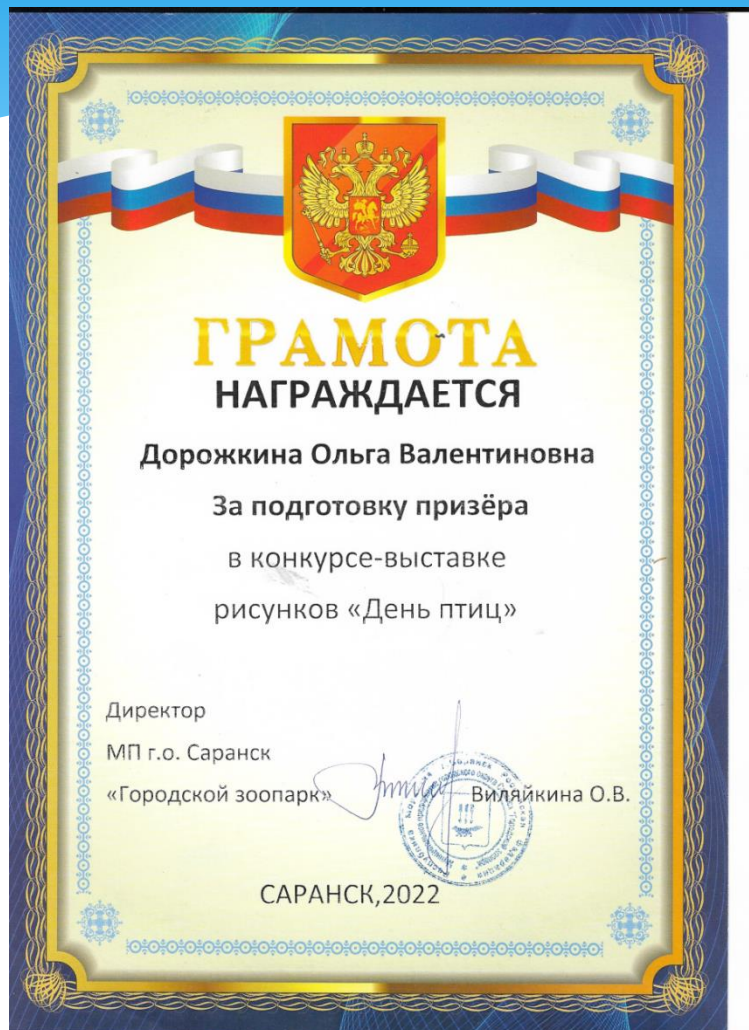 ГРАМОТА
НАГРАЖДАЕТСЯ
Дорожкина Ольга Валентиновна
За подготовку призёра
в конкурсе-выставке
рисунков «День птиц»
Директор
МП г.о. Саранск
«Городской зоопарк»
Виляйкина О.В.
САРАНСК,2022